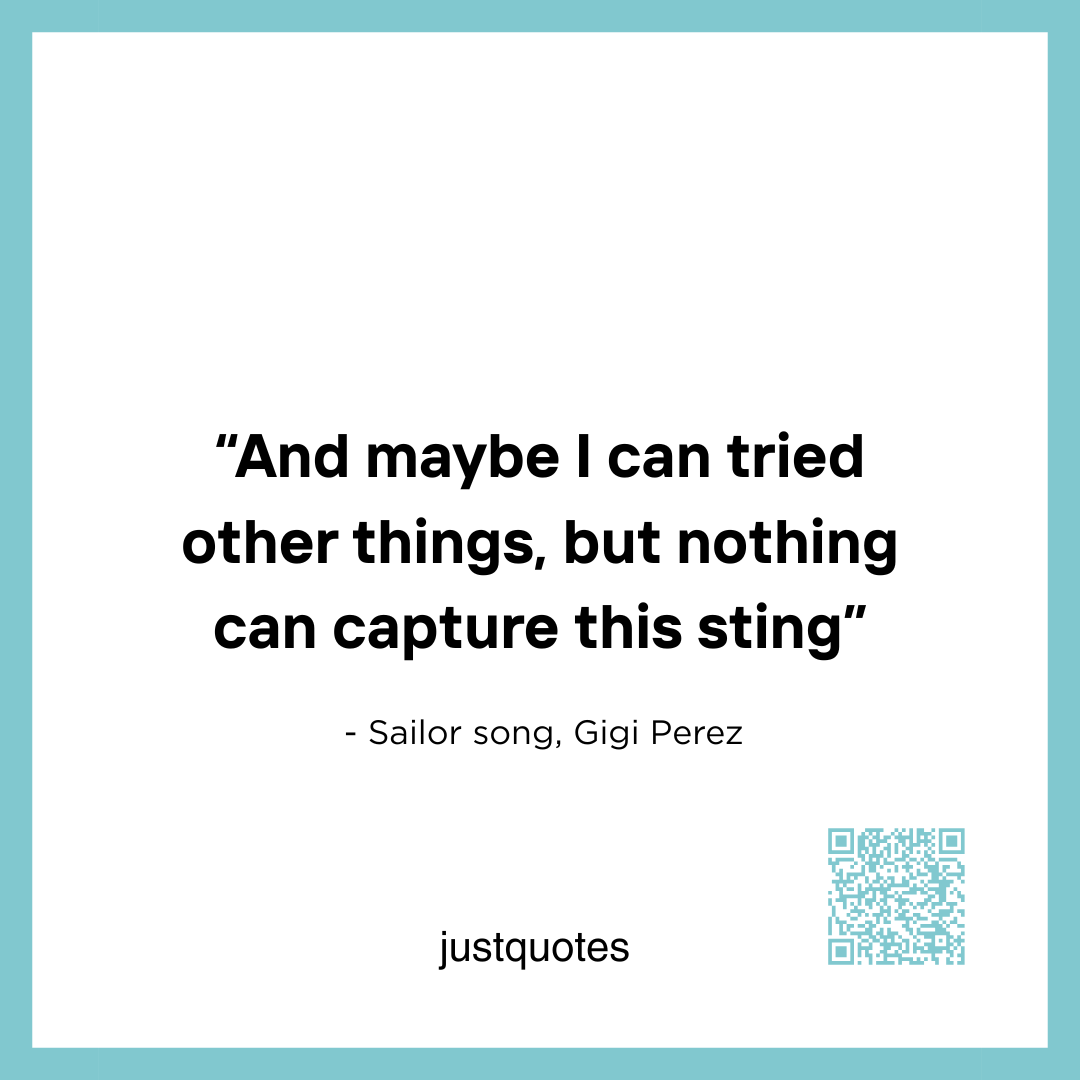 “And maybe I can tried
other things, but nothing
can capture this sting”
- Sailor song, Gigi Perez
justquotes